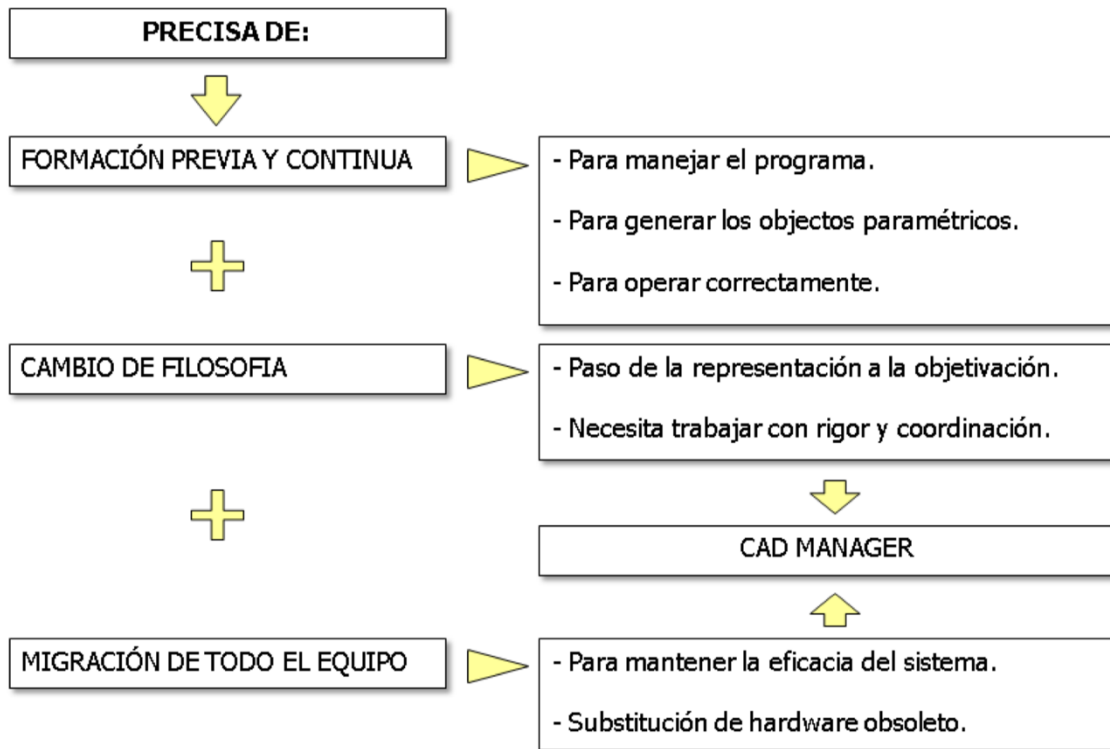 PRECISA DE:
FORMACIÓN PREVIA Y CONTINUA
- Para manejar el programa.
- Para generar los objectos paramétricos.
- Para operar correctamente.
CAMBIO DE FILOSOFIA
- Paso de la representación a la objetivación.
- Necesita trabajar con rigor y coordinación.
CAD MANAGER
MIGRACIÓN DE TODO EL EQUIPO
- Para mantener la eficacia del sistema.
- Substitución de hardware obsoleto.